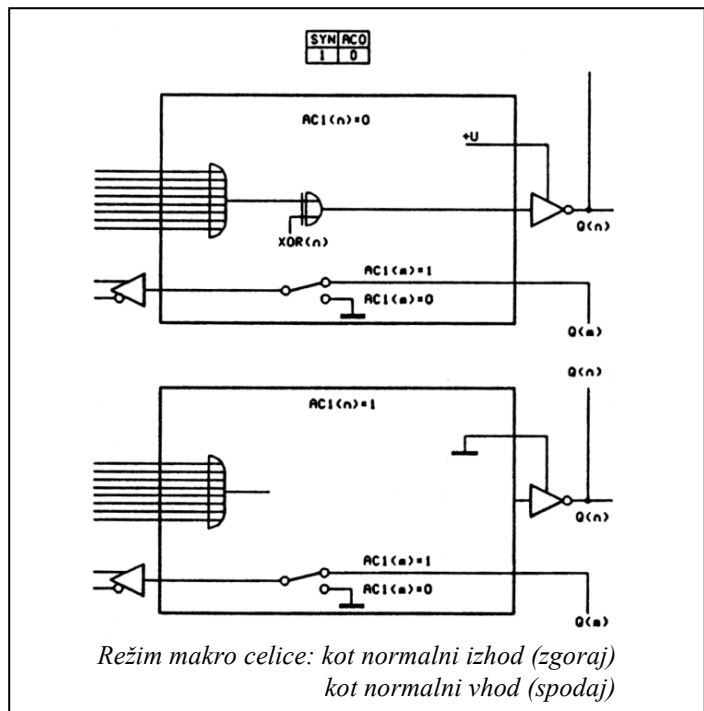 SYN AC0
1 0
AC1(n)=0
+U
XOR(n)
Q(n)
AC1(m)=1
AC1(m)=0
Q(m)
Q(n)
AC1(n)=1
Q(n)
AC1(m)=1
AC1(m)=0
Q(m)
Režim makro celice: kot normalni izhod (zgoraj)
kot normalni vhod (spodaj)